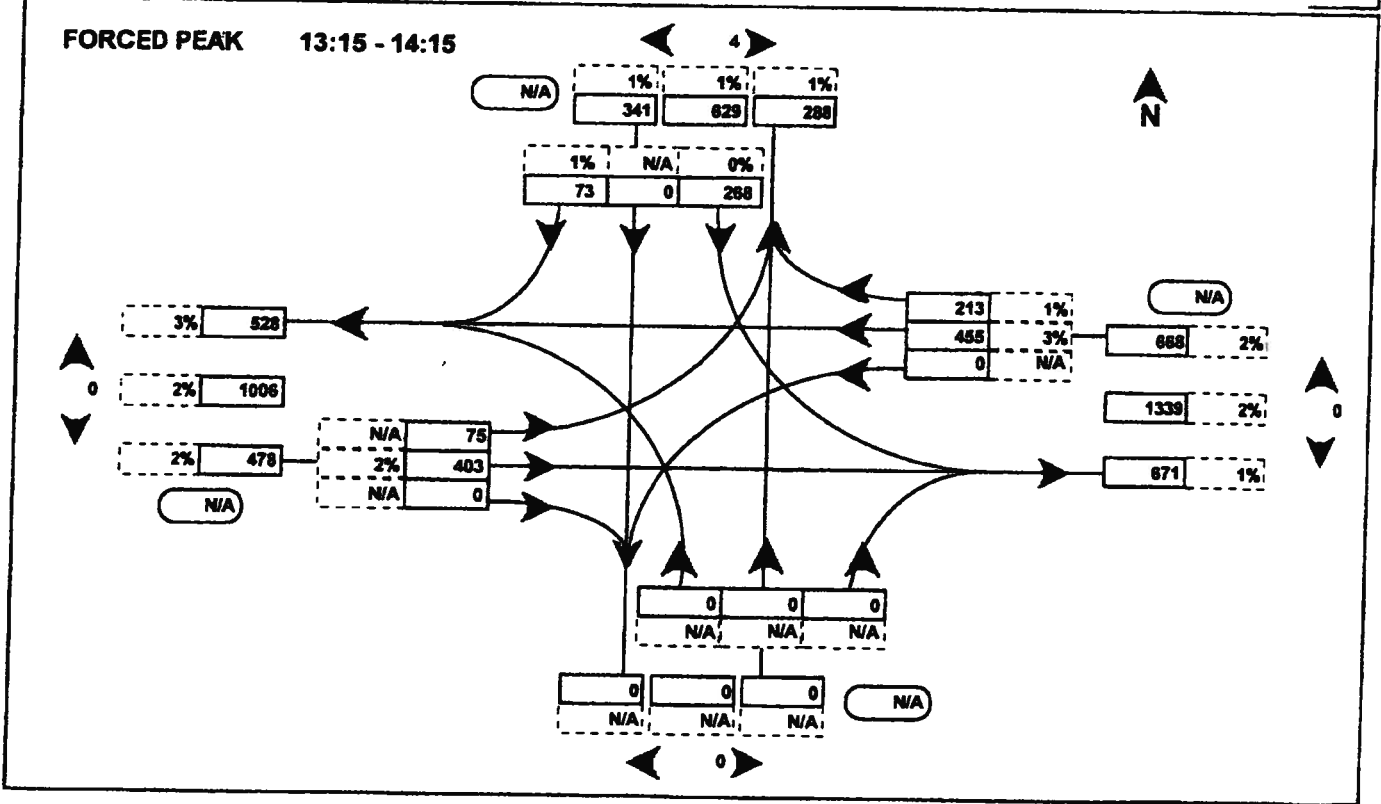 FORCED PEAK 13:15 - 14:15
4
N/A 1% 1% 1%
341 629 288
N
1% N/A 0%
73 0 268
213 1%
N/A
3% 528
455 3%
668 2%
0 N/A
0
2% 1006
1339 2%
0
N/A 75
2% 478
2% 403
671 1%
N/A 0
N/A
0 0 0
N/A N/A N/A
0 0 0
N/A
N/A N/A N/A
0